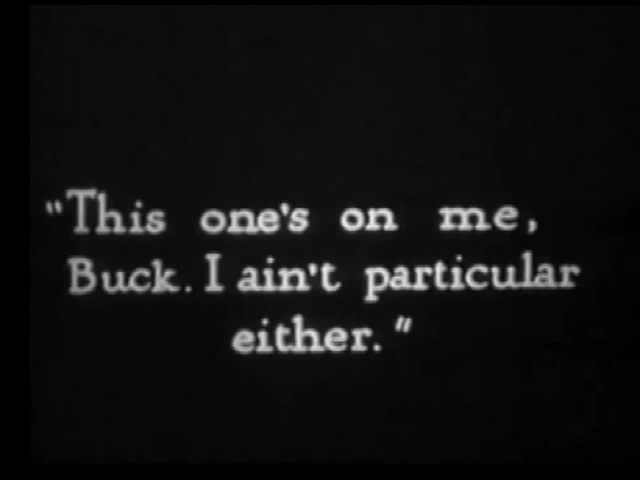 "This one's on me,
Buck. I ain't particular
either."